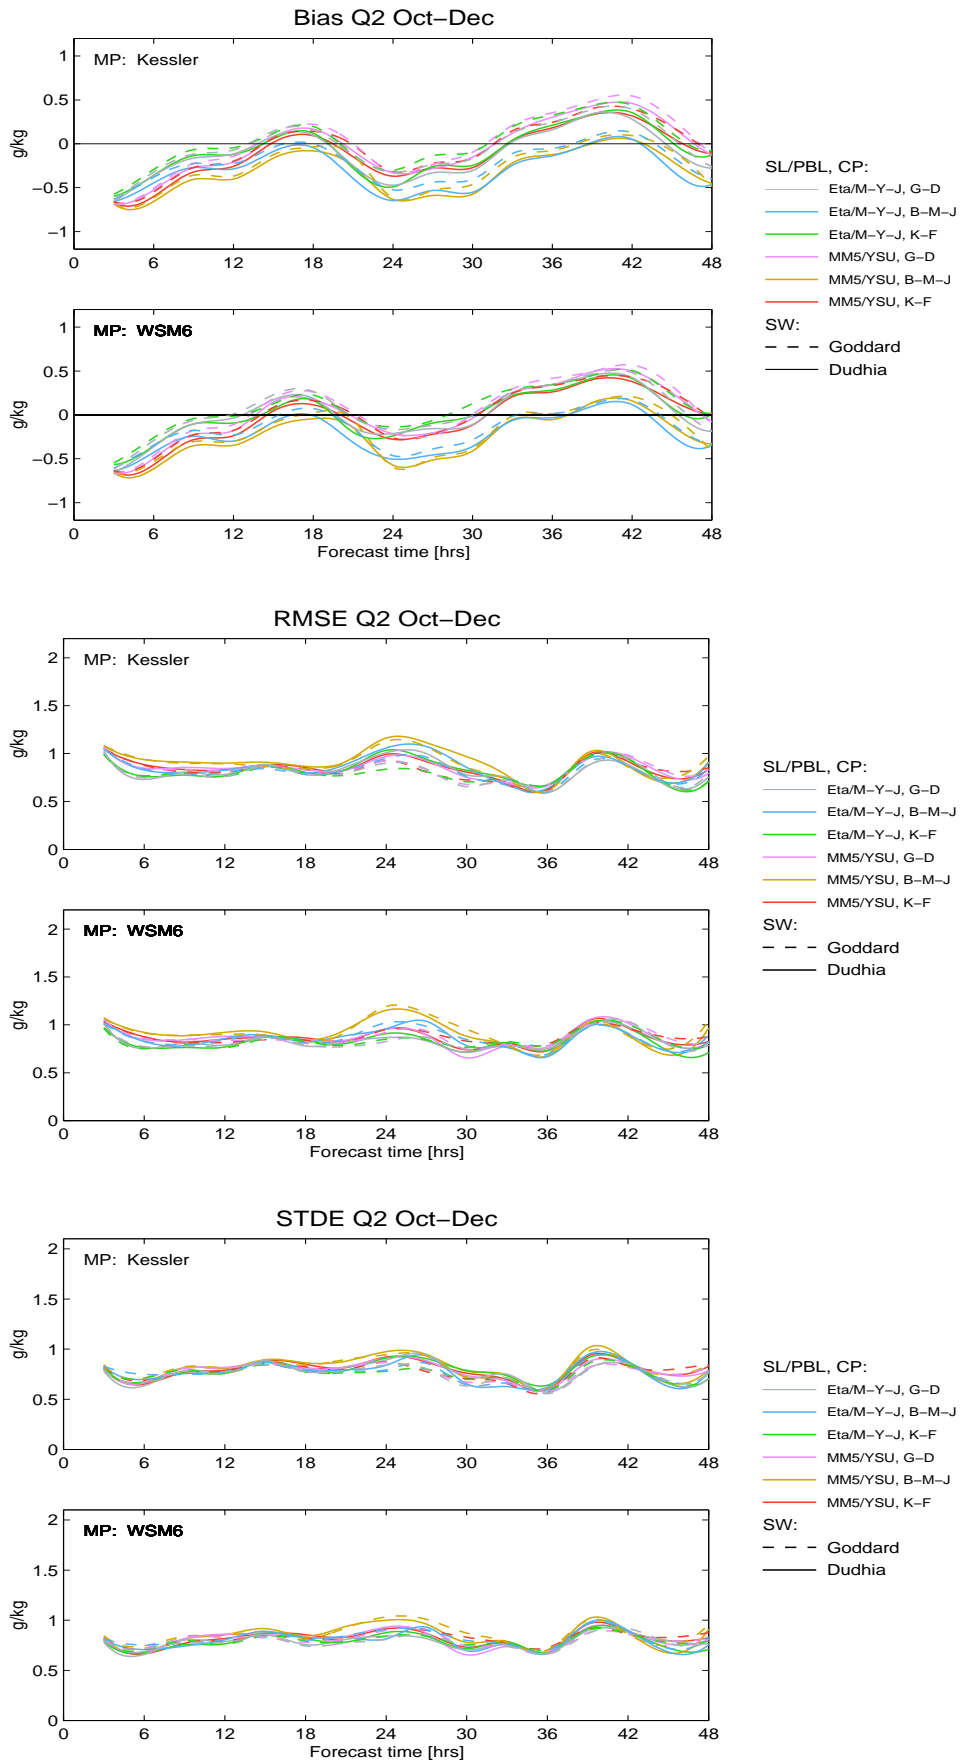 Bias Q2 Oct−Dec
MP: Kessler
g/kg
1
0.5
0
−0.5
−1
0 6 12 18 24 30 36 42 48
MP: WSM6
g/kg
1
0.5
0
−0.5
−1
0 6 12 18 24 30 36 42 48
Forecast time [hrs]
SL/PBL, CP:
Eta/M−Y−J, G−D
Eta/M−Y−J, B−M−J
Eta/M−Y−J, K−F
MM5/YSU, G−D
MM5/YSU, B−M−J
MM5/YSU, K−F
SW:
Goddard
Dudhia
RMSE Q2 Oct−Dec
MP: Kessler
g/kg
2
1.5
1
0.5
0
0 6 12 18 24 30 36 42 48
MP: WSM6
g/kg
2
1.5
1
0.5
0
0 6 12 18 24 30 36 42 48
Forecast time [hrs]
SL/PBL, CP:
Eta/M−Y−J, G−D
Eta/M−Y−J, B−M−J
Eta/M−Y−J, K−F
MM5/YSU, G−D
MM5/YSU, B−M−J
MM5/YSU, K−F
SW:
Goddard
Dudhia
STDE Q2 Oct−Dec
MP: Kessler
g/kg
2
1.5
1
0.5
0
0 6 12 18 24 30 36 42 48
MP: WSM6
g/kg
2
1.5
1
0.5
0
0 6 12 18 24 30 36 42 48
Forecast time [hrs]
SL/PBL, CP:
Eta/M−Y−J, G−D
Eta/M−Y−J, B−M−J
Eta/M−Y−J, K−F
MM5/YSU, G−D
MM5/YSU, B−M−J
MM5/YSU, K−F
SW:
Goddard
Dudhia